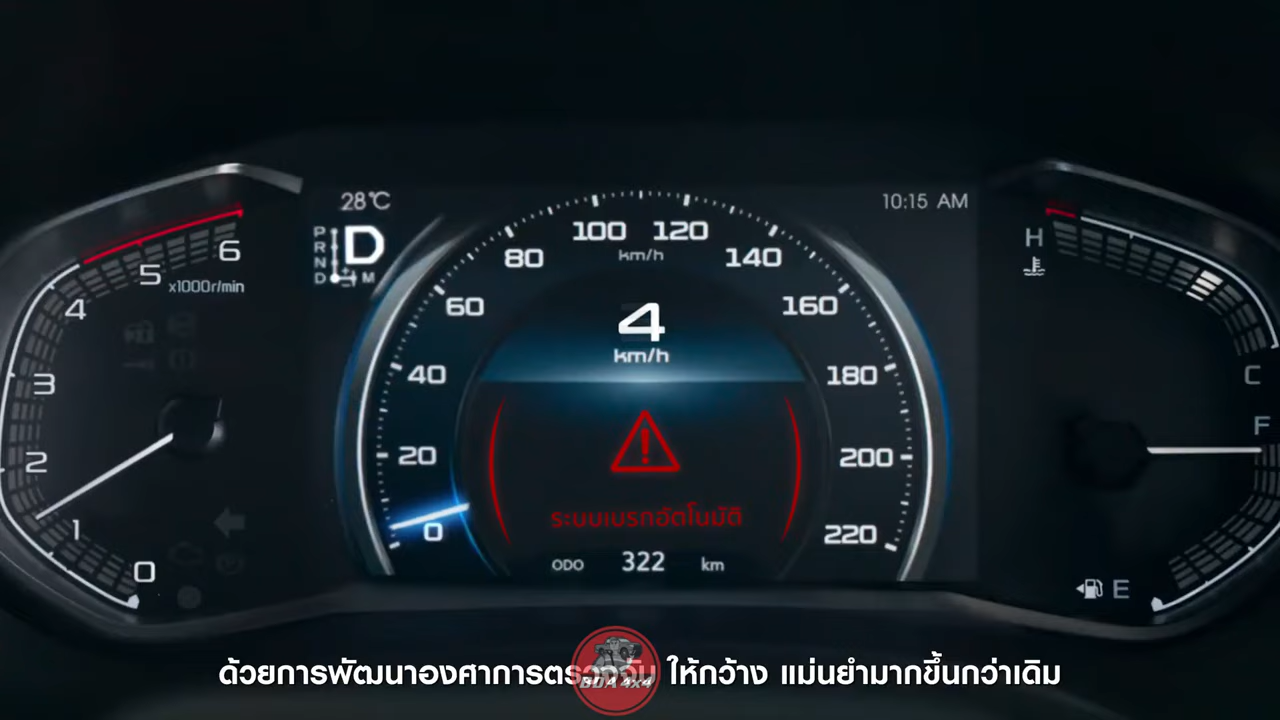 28℃
10:15 AM
P
R
N
D
D
M
100
120
km/h
80
140
60
160
40
180
20
200
0
220
4
km/h
ระบบเบรกอัตโนมัติ
ODO 322 km
6
5
x1000r/min
4
3
2
1
0
H
C
F
E
ด้วยการพัฒนาองศาการตรวจจับ ให้กว้าง แม่นยำมากขึ้นกว่าเดิม
BDA 4x4